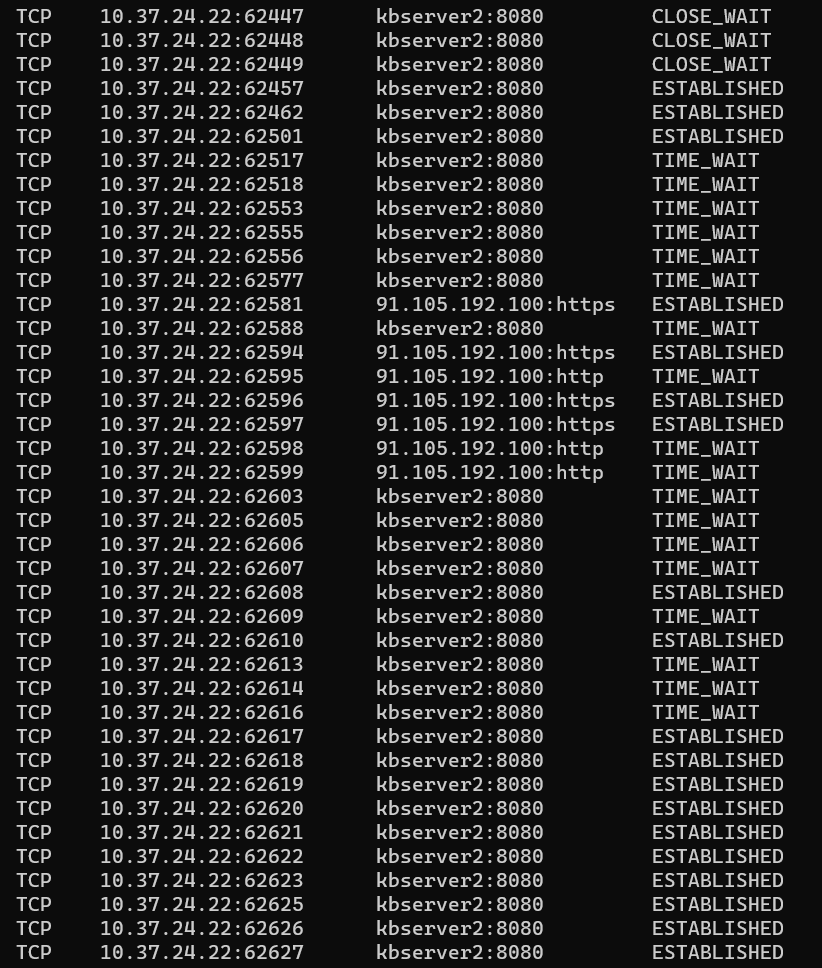 TCP    10.37.24.22:62447      kbserver2:8080         CLOSE_WAIT
TCP    10.37.24.22:62448      kbserver2:8080         CLOSE_WAIT
TCP    10.37.24.22:62449      kbserver2:8080         CLOSE_WAIT
TCP    10.37.24.22:62457      kbserver2:8080         ESTABLISHED
TCP    10.37.24.22:62462      kbserver2:8080         ESTABLISHED
TCP    10.37.24.22:62501      kbserver2:8080         ESTABLISHED
TCP    10.37.24.22:62517      kbserver2:8080         TIME_WAIT
TCP    10.37.24.22:62518      kbserver2:8080         TIME_WAIT
TCP    10.37.24.22:62553      kbserver2:8080         TIME_WAIT
TCP    10.37.24.22:62555      kbserver2:8080         TIME_WAIT
TCP    10.37.24.22:62556      kbserver2:8080         TIME_WAIT
TCP    10.37.24.22:62577      kbserver2:8080         TIME_WAIT
TCP    10.37.24.22:62581      91.105.192.100:https   ESTABLISHED
TCP    10.37.24.22:62588      kbserver2:8080         TIME_WAIT
TCP    10.37.24.22:62594      91.105.192.100:https   ESTABLISHED
TCP    10.37.24.22:62595      91.105.192.100:http    TIME_WAIT
TCP    10.37.24.22:62596      91.105.192.100:https   ESTABLISHED
TCP    10.37.24.22:62597      91.105.192.100:https   ESTABLISHED
TCP    10.37.24.22:62598      91.105.192.100:http    TIME_WAIT
TCP    10.37.24.22:62599      91.105.192.100:http    TIME_WAIT
TCP    10.37.24.22:62603      kbserver2:8080         TIME_WAIT
TCP    10.37.24.22:62605      kbserver2:8080         TIME_WAIT
TCP    10.37.24.22:62606      kbserver2:8080         TIME_WAIT
TCP    10.37.24.22:62607      kbserver2:8080         TIME_WAIT
TCP    10.37.24.22:62608      kbserver2:8080         ESTABLISHED
TCP    10.37.24.22:62609      kbserver2:8080         TIME_WAIT
TCP    10.37.24.22:62610      kbserver2:8080         ESTABLISHED
TCP    10.37.24.22:62613      kbserver2:8080         TIME_WAIT
TCP    10.37.24.22:62614      kbserver2:8080         TIME_WAIT
TCP    10.37.24.22:62616      kbserver2:8080         TIME_WAIT
TCP    10.37.24.22:62617      kbserver2:8080         ESTABLISHED
TCP    10.37.24.22:62618      kbserver2:8080         ESTABLISHED
TCP    10.37.24.22:62619      kbserver2:8080         ESTABLISHED
TCP    10.37.24.22:62620      kbserver2:8080         ESTABLISHED
TCP    10.37.24.22:62621      kbserver2:8080         ESTABLISHED
TCP    10.37.24.22:62622      kbserver2:8080         ESTABLISHED
TCP    10.37.24.22:62623      kbserver2:8080         ESTABLISHED
TCP    10.37.24.22:62625      kbserver2:8080         ESTABLISHED
TCP    10.37.24.22:62626      kbserver2:8080         ESTABLISHED
TCP    10.37.24.22:62627      kbserver2:8080         ESTABLISHED